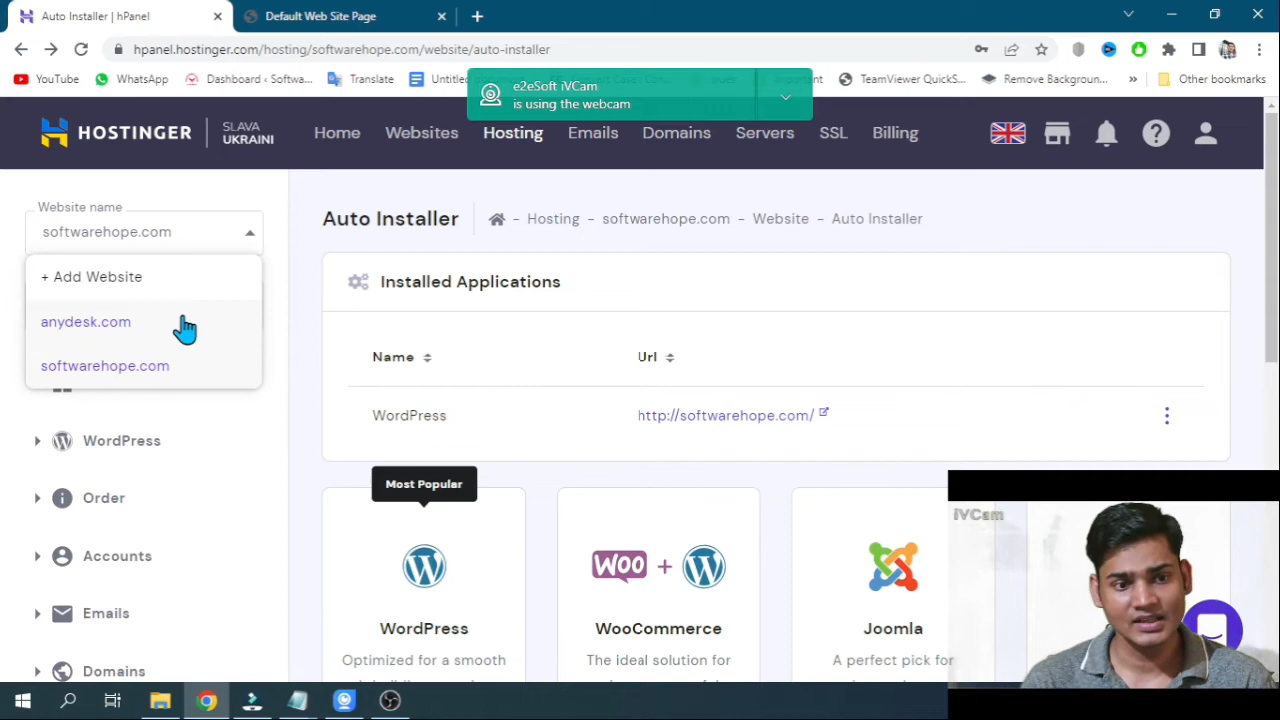 Auto Installer | hPanel
Default Web Site Page
hpanel.hostinger.com/hosting/softwarehope.com/website/auto-installer
YouTube
WhatsApp
Dashboard ‹ Softwa...
Translate
TeamViewer QuickS...
Remove Backgroun...
Other bookmarks
e2eSoft iVCam
is using the webcam
HOSTINGER
SLAVA
UKRAINI
Home
Websites
Hosting
Emails
Domains
Servers
SSL
Billing
Website name
softwarehope.com
+ Add Website
anydesk.com
softwarehope.com
WordPress
Order
Accounts
Emails
Domains
Auto Installer
- Hosting - softwarehope.com - Website - Auto Installer
Installed Applications
Name
Url
WordPress
http://softwarehope.com/
Most Popular
WOO +
WordPress
WooCommerce
Joomla
Optimized for a smooth
The ideal solution for
A perfect pick for
iVCam